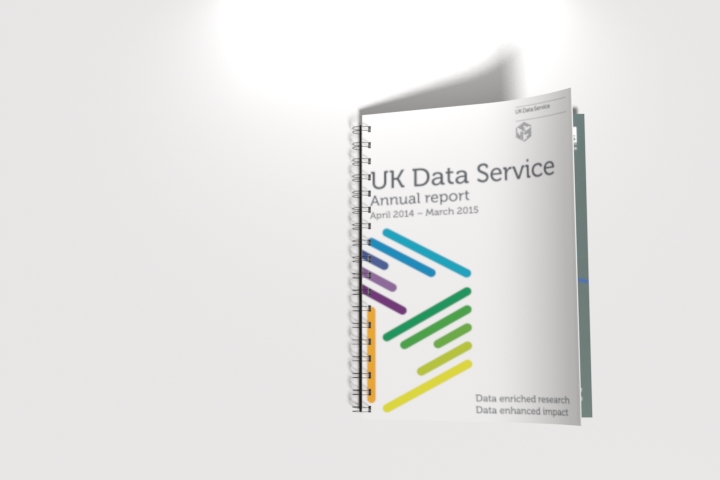 UK Data Service
UK Data Service
Annual report
April 2014 – March 2015
Data enriched research
Data enhanced impact